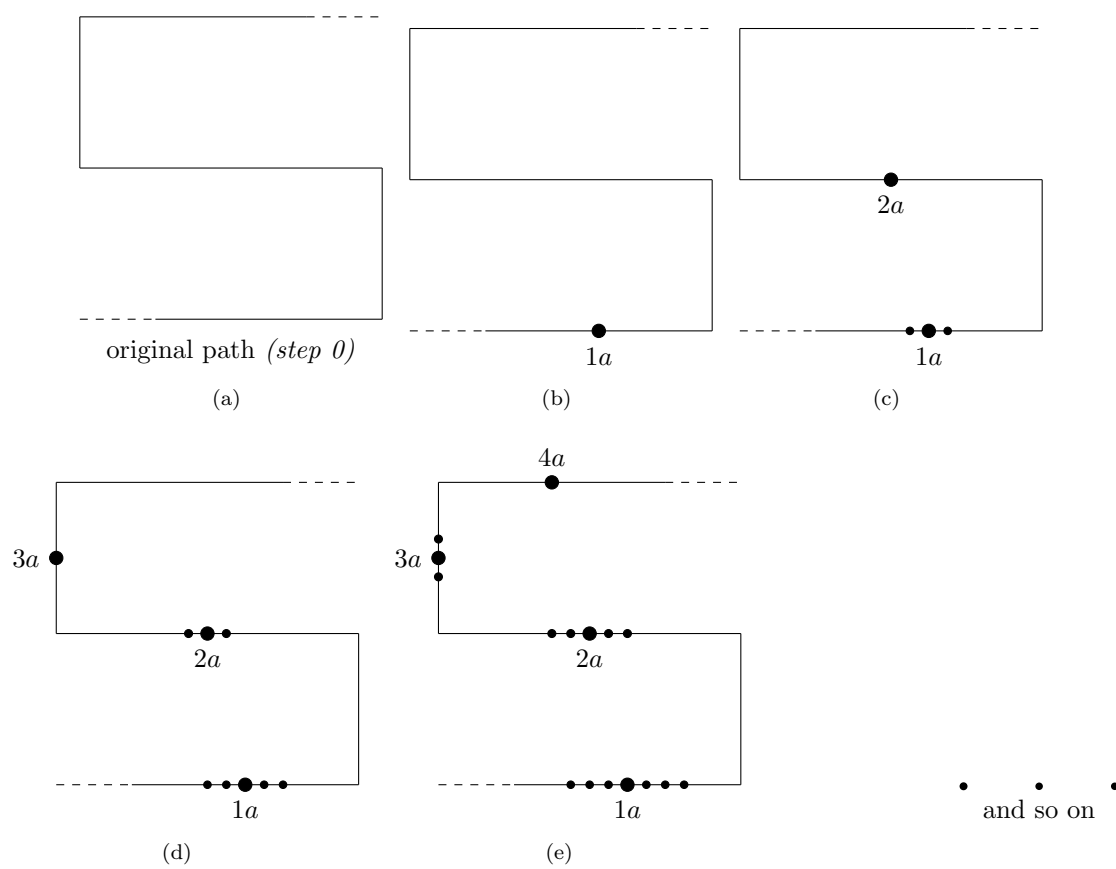 original path (step 0)
(a)
1a
(b)
2a
1a
(c)
3a
2a
1a
(d)
4a
3a
2a
1a
(e)
and so on